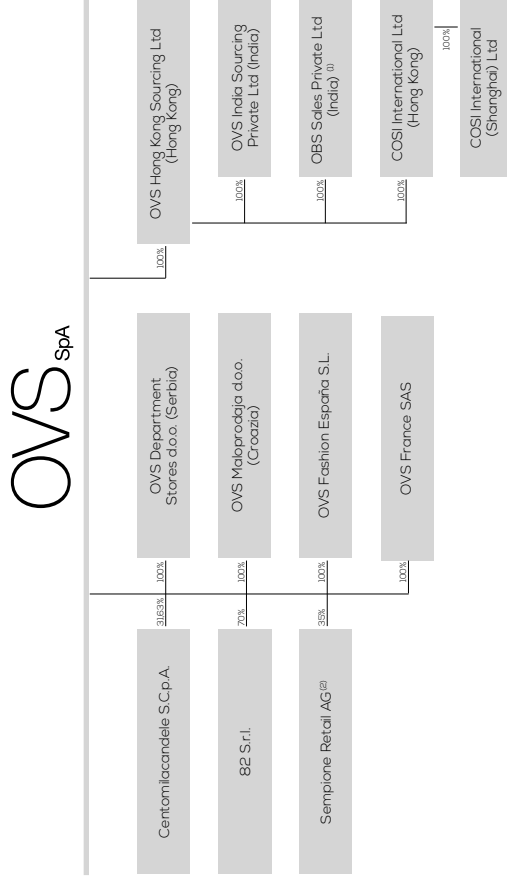 OVS SpA
Centomilacandele S.C.p.A.
31,63%
82 S.r.l.
70%
Sempione Retail AG (2)
35%
100%
OVS Department
Stores d.o.o. (Serbia)
100%
OVS Maloprodaja d.o.o.
(Croazia)
100%
OVS Fashion España S.L.
100%
OVS France SAS
100%
OVS Hong Kong Sourcing Ltd
(Hong Kong)
100%
OVS India Sourcing
Private Ltd (India)
100%
OBS Sales Private Ltd
(India) (1)
100%
COSI International Ltd
(Hong Kong)
100%
COSI International
(Shanghai) Ltd